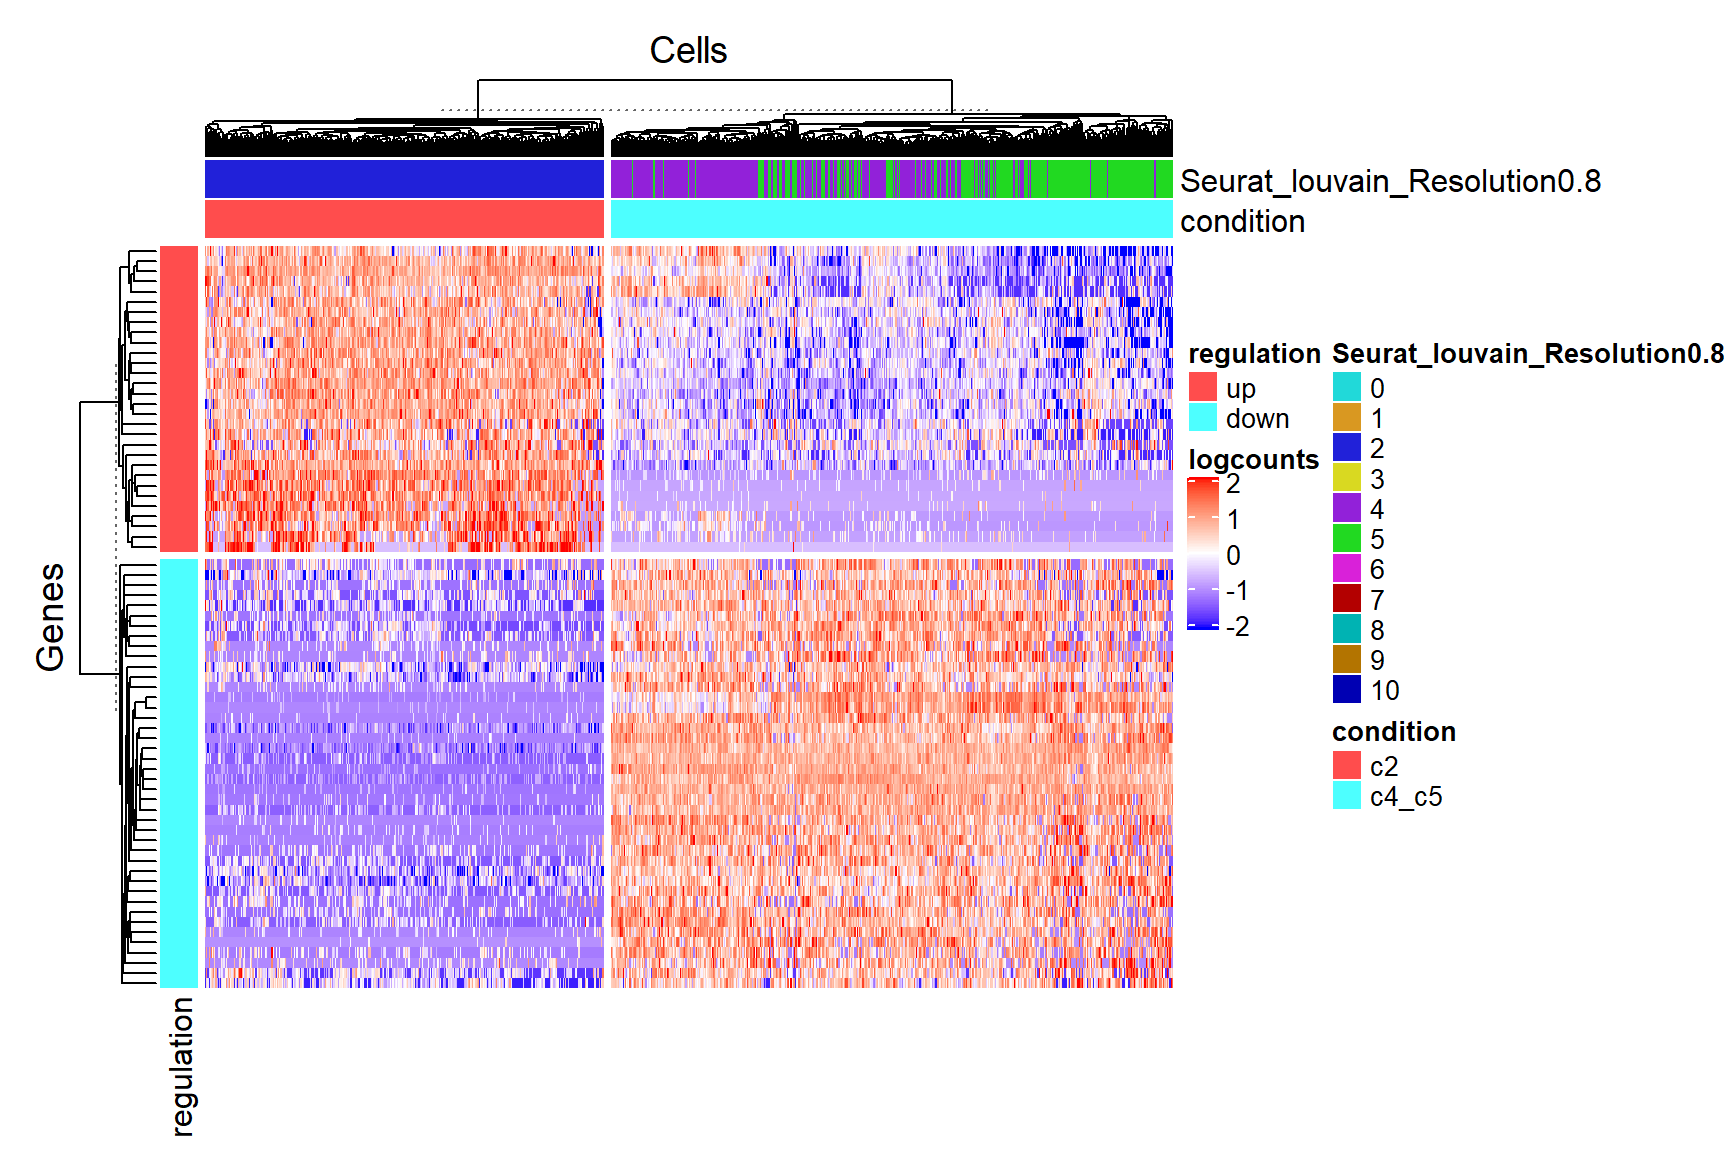 Cells
Seurat_louvain_Resolution0.8
condition
Genes
regulation
regulation
up
down
logcounts
2
1
0
-1
-2
Seurat_louvain_Resolution0.8
0
1
2
3
4
5
6
7
8
9
10
condition
c2
c4_c5